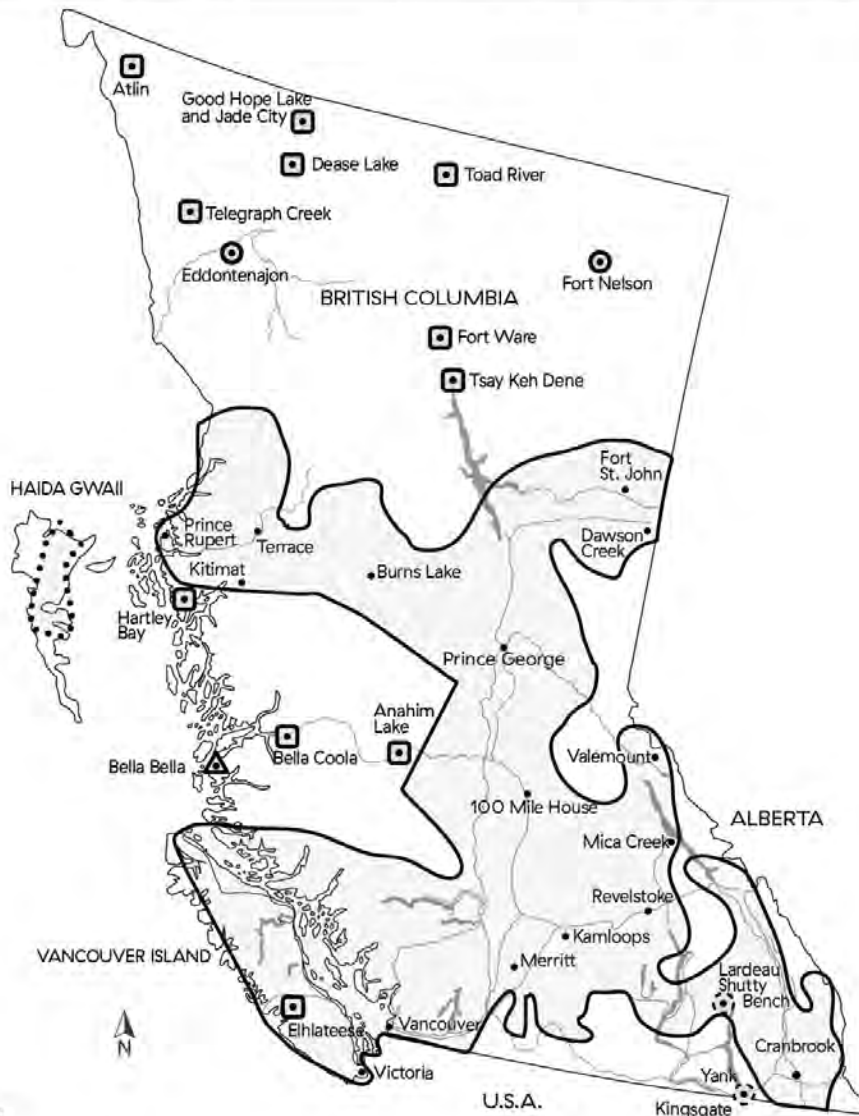 Atlin
Good Hope Lake
and Jade City
Dease Lake
Toad River
Telegraph Creek
Eddontenajon
Fort Nelson
BRITISH COLUMBIA
Fort Ware
Tsay Keh Dene
Fort
St. John
HAIDA GWAII
Prince
Rupert
Terrace
Dawson
Creek
Kitimat
Burns Lake
Hartley
Bay
Prince George
Anahim
Lake
Bella Coola
Bella Bella
Valemount
100 Mile House
ALBERTA
Mica Creek
Revelstoke
Kamloops
VANCOUVER ISLAND
Merritt
Lardeau
Shutty
Bench
Elhlateese
Vancouver
N
Cranbrook
Victoria
Yank
U.S.A.
Kingsgate